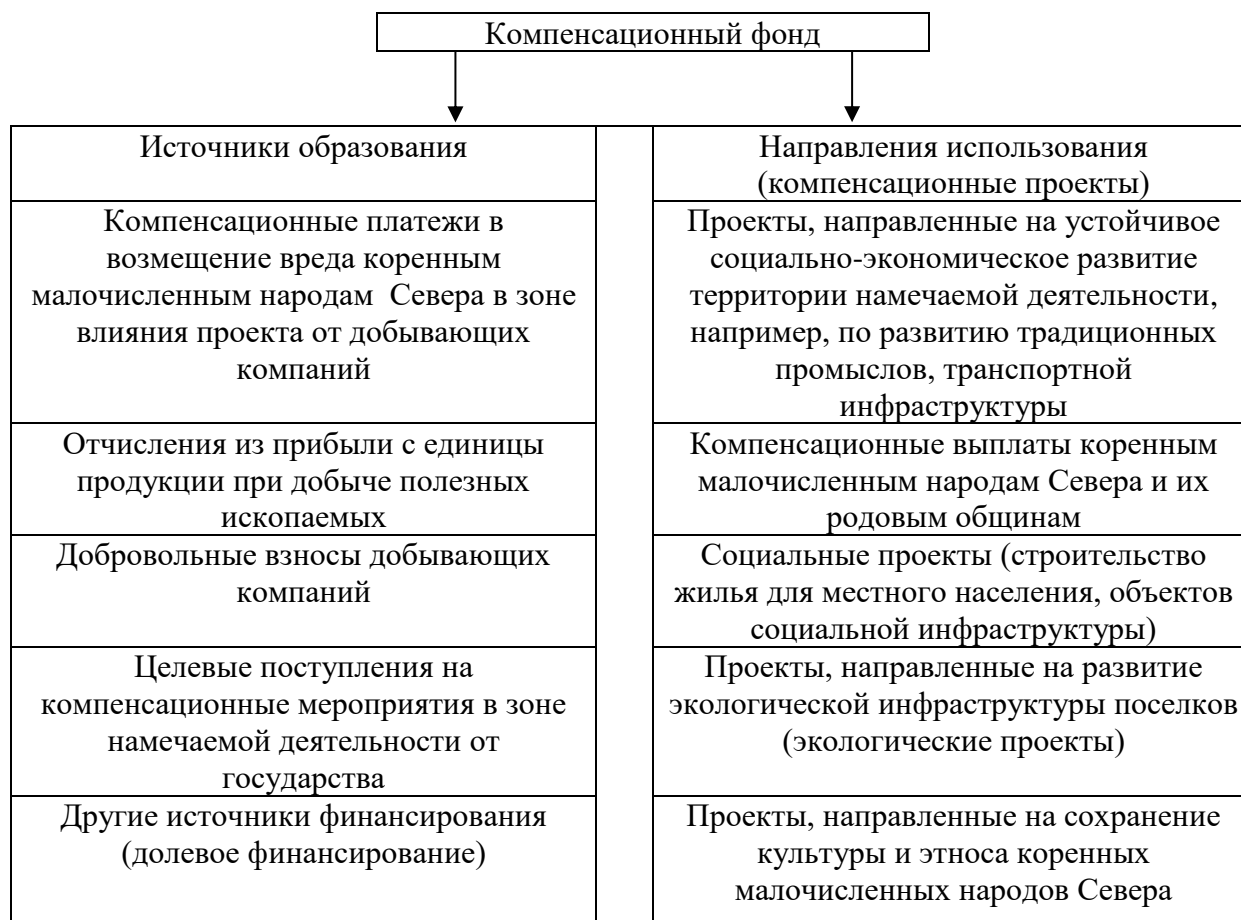 Компенсационный фонд
Источники образования
Компенсационные платежи в
возмещение вреда коренным
малочисленным народам Севера в зоне
влияния проекта от добывающих
компаний
Отчисления из прибыли с единицы
продукции при добыче полезных
ископаемых
Добровольные взносы добывающих
компаний
Целевые поступления на
компенсационные мероприятия в зоне
намечаемой деятельности от
государства
Другие источники финансирования
(долевое финансирование)
Направления использования
(компенсационные проекты)
Проекты, направленные на устойчивое
социально-экономическое развитие
территории намечаемой деятельности,
например, по развитию традиционных
промыслов, транспортной
инфраструктуры
Компенсационные выплаты коренным
малочисленным народам Севера и их
родовым общинам
Социальные проекты (строительство
жилья для местного населения, объектов
социальной инфраструктуры)
Проекты, направленные на развитие
экологической инфраструктуры поселков
(экологические проекты)
Проекты, направленные на сохранение
культуры и этноса коренных
малочисленных народов Севера